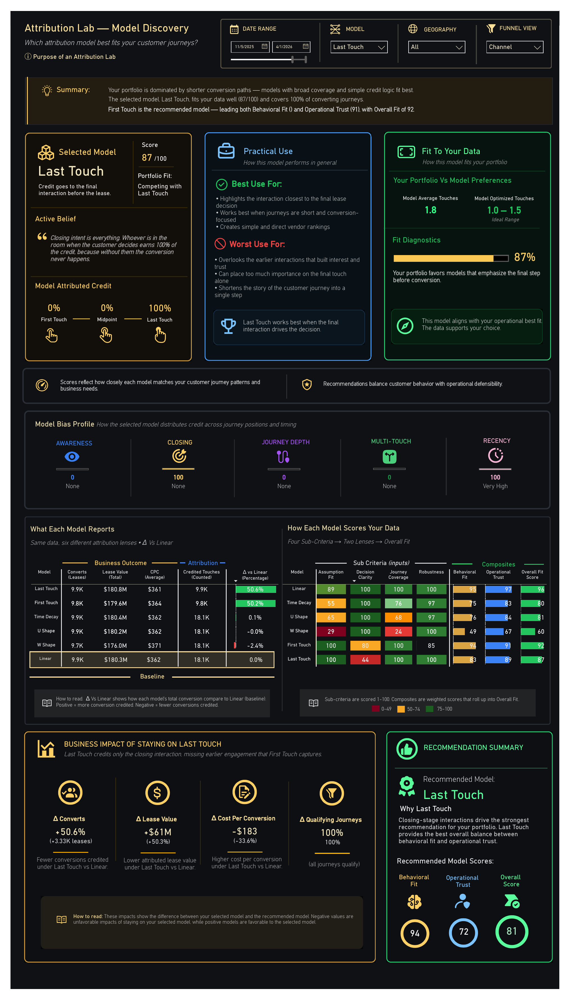 Attribution Lab — Model Discovery
Which attribution model best fits your customer journeys?
ⓘ Purpose of an Attribution Lab
DATE RANGE
11/5/2025
4/1/2026
MODEL
Last Touch
GEOGRAPHY
All
FUNNEL VIEW
Channel
Summary:
Your portfolio is dominated by shorter conversion paths — models with broad coverage and simple credit logic fit best.
The selected model, Last Touch, fits your data well (87/100) and covers 100% of converting journeys.
First Touch is the recommended model — leading both Behavioral Fit () and Operational Trust (91), with Overall Fit of 92.
Selected Model
Last Touch
Credit goes to the final
interaction before the lease.
Score
87 /100
Portfolio Fit:
Competing with
Last Touch
Active Belief
“ Closing intent is everything. Whoever is in the
room when the customer decides earns 100% of
the credit, because without them the conversion
never happens.
Model Attributed Credit
0% 0% 100%
First Touch Midpoint Last Touch
Practical Use
How this model performs in general
Best Use For:
• Highlights the interaction closest to the final lease
decision
• Works best when journeys are short and conversion-
focused
• Creates simple and direct vendor rankings
Worst Use For:
• Overlooks the earlier interactions that built interest and
trust
• Can place too much importance on the final touch
alone
• Shortens the story of the customer journey into a
single step
Last Touch works best when the final
interaction drives the decision.
Fit To Your Data
How this model fits your portfolio
Your Portfolio Vs Model Preferences
Model Average Touches Model Optimized Touches
1.8 1.0 – 1.5
Ideal Range
Fit Diagnostics
87%
Your portfolio favors models that emphasize the final step
before conversion.
This model aligns with your operational best fit.
The data supports your choice.
Scores reflect how closely each model matches your customer journey patterns and
business needs.
Recommendations balance customer behavior with operational defensibility.
Model Bias Profile How the selected model distributes credit across journey positions and timing
AWARENESS CLOSING JOURNEY DEPTH MULTI-TOUCH RECENCY
0 100 0 0 100
None None None None Very High
What Each Model Reports
Same data,, six different attribution lenses • Δ Vs Linear
Business Outcome Attribution
Model Converts Lease Value CPC Credited Touches Δ vs Linear
(Leases) (Total) (Average) (Counted) (Percentage)
Last Touch 9.9K $180.8M $361 9.9K 50.6%
First Touch 9.8K $179.6M $364 9.8K 50.2%
Time Decay 9.9K $180.4M $362 18.1K 0.1%
U Shape 9.9K $180.2M $362 18.1K -0.0%
W Shape 9.7K $176.0M $371 18.1K -2.4%
Linear 9.9K $180.3M $362 18.1K 0.0%
Baseline
How to read. Δ Vs Linear shows how each model's total conversion compare to Linear (baseline).
Positive = more conversion credited. Negative = fewer conversions credited.
How Each Model Scores Your Data
Four Sub-Criteria → Two Lenses → Overall Fit
Sub Criteria (inputs) Composites
Model Assumption Decision Journey Robustness Behavioral Operational Overall Fit
Fit Clarity Coverage Fit Trust Score
Linear 89 100 100 100 95 97 96
Time Decay 55 100 76 97 75 83 80
U Shape 65 100 68 97 76 84 81
W Shape 29 100 24 100 49 67 60
First Touch 100 80 100 85 94 91 92
Last Touch 100 44 100 100 83 89 87
Sub-criteria are scored 1-100. Composites are weighted scores that roll up into Overall Fit..
0-49 50-74 75-100
BUSINESS IMPACT OF STAYING ON LAST TOUCH
Last Touch credits only the closing interaction, missing earlier engagement that First Touch captures.
Δ Converts
+50.6%
(+3.33K leases)
Fewer conversions credited
under Last Touch vs Linear.
Δ Lease Value
+$61M
(+50.3%)
Lower attributed lease value
under Last Touch vs Linear.
Δ Cost Per Conversion
-$183
(-33.6%)
Higher cost per conversion
under Last Touch vs Linear.
Δ Qualifying Journeys
100%
100%
(all journeys qualify)
How to read: These impacts show the difference between your selected model and the recommended model. Negative values are
unfavorable impacts of staying on your selected model, while positive models are favorable to the selected model.
RECOMMENDATION SUMMARY
Recommended Model:
Last Touch
Why Last Touch
Closing-stage interactions drive the strongest
recommendation for your portfolio. Last Touch
provides the best overall balance between
behavioral fit and operational trust.
Recommended Model Scores:
Behavioral Operational Overall
Fit Trust Score
94 72 81